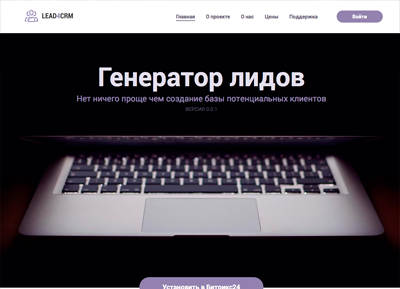 LEAD4CRM
Главная О проекте О нас Цены Поддержка Войти
Генератор лидов
Нет ничего проще чем создание базы потенциальных клиентов
ВЕРСИЯ 0.0.1
Установить в Битрикс24